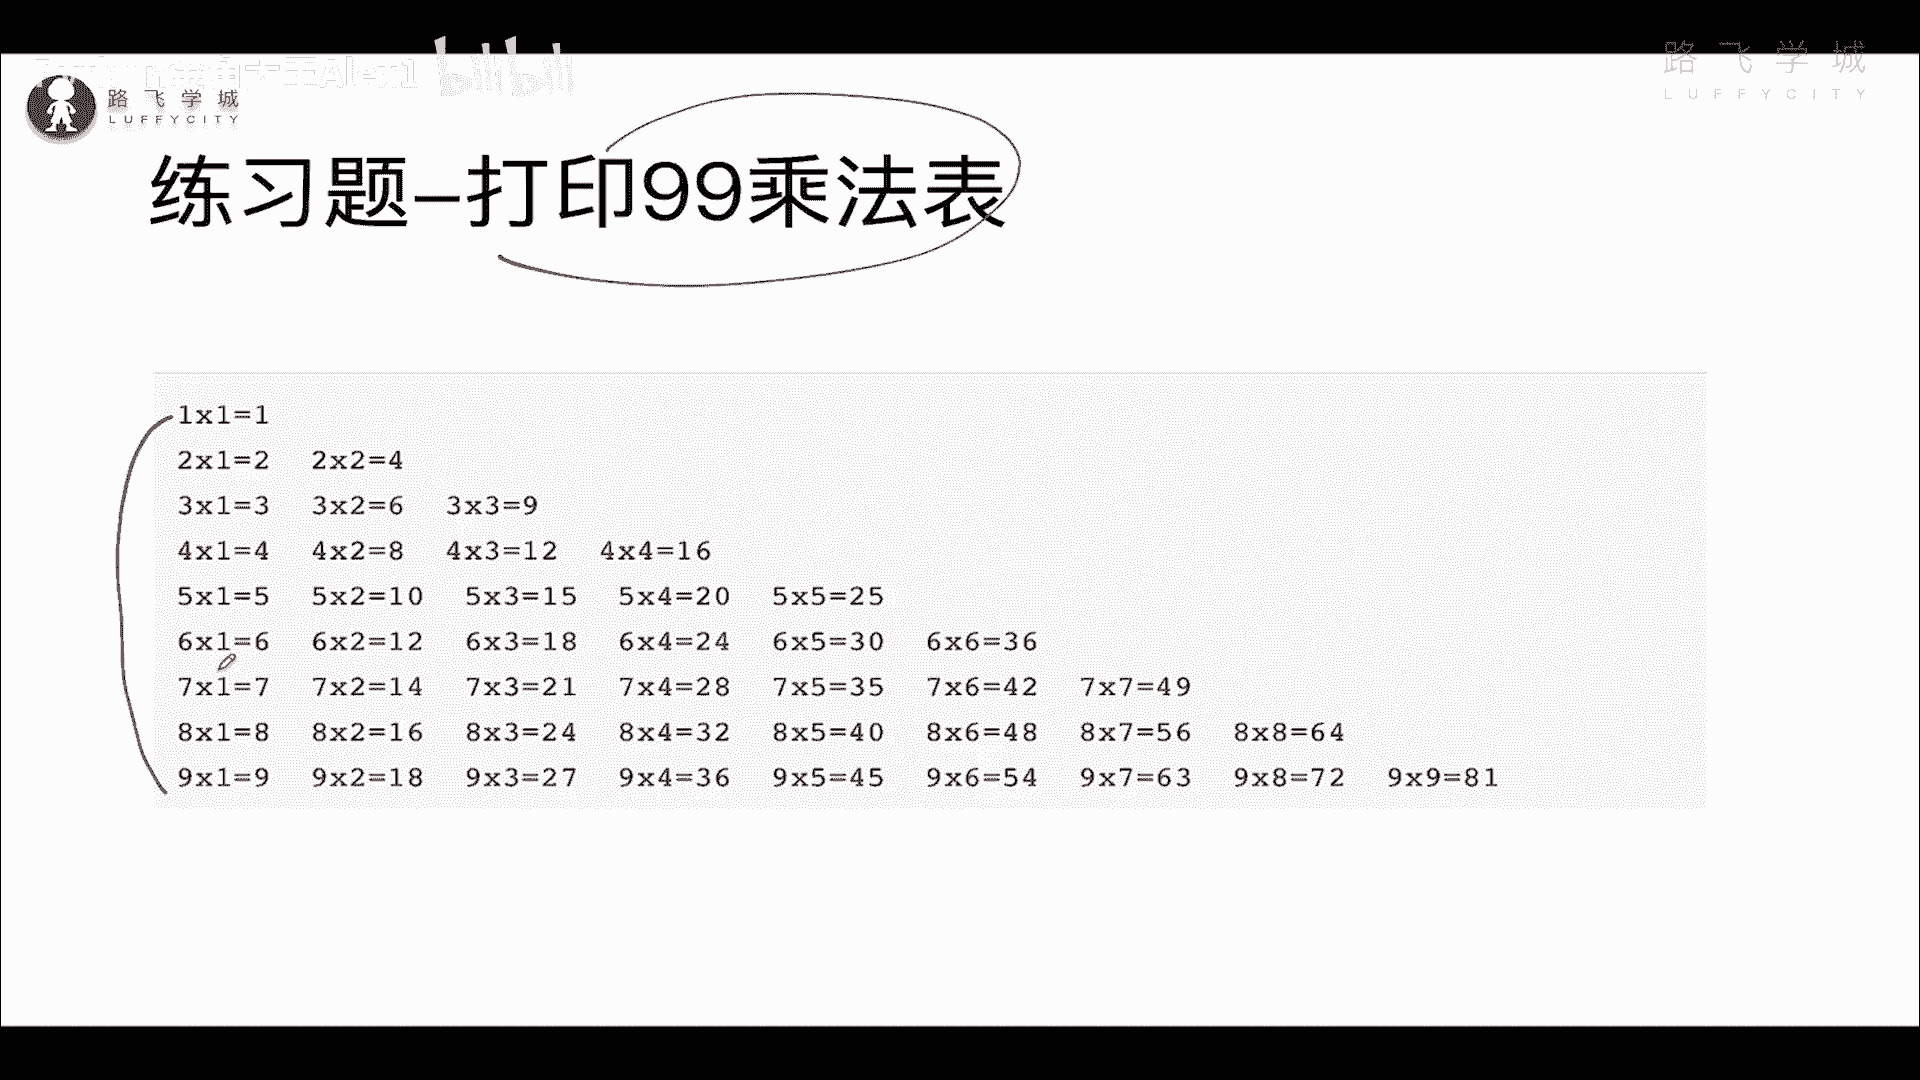 路飞学城
LUFFYCITY
路飞学城
LUFFYCITY
练习题-打印99乘法表
1x1=1
2x1=2 2x2=4
3x1=3 3x2=6 3x3=9
4x1=4 4x2=8 4x3=12 4x4=16
5x1=5 5x2=10 5x3=15 5x4=20 5x5=25
6x1=6 6x2=12 6x3=18 6x4=24 6x5=30 6x6=36
7x1=7 7x2=14 7x3=21 7x4=28 7x5=35 7x6=42 7x7=49
8x1=8 8x2=16 8x3=24 8x4=32 8x5=40 8x6=48 8x7=56 8x8=64
9x1=9 9x2=18 9x3=27 9x4=36 9x5=45 9x6=54 9x7=63 9x8=72 9x9=81